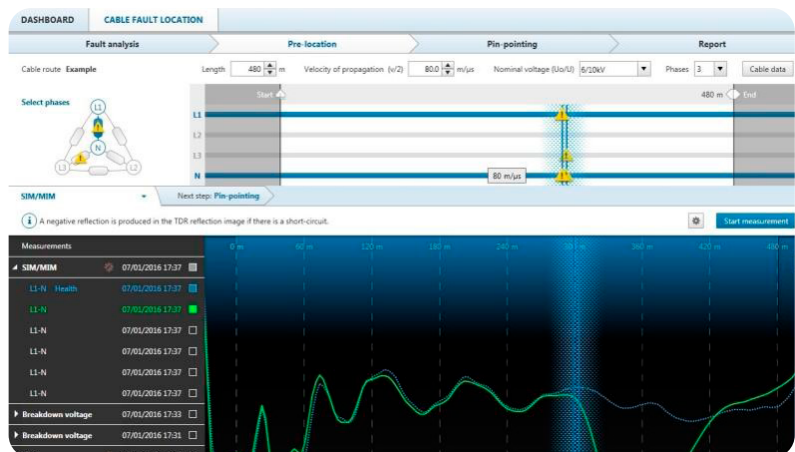 DASHBOARD CABLE FAULT LOCATION
Fault analysis Pre-location Pin-pointing Report
Cable route Example Length 480 m Velocity of propagation (v/2) 80.0 m/µs Nominal voltage (Uo/U) 6/10kV Phases 3 Cable data
Start 480 m End
Select phases
L1
N
L3 L2
L1
L2
L3
N
80 m/µs
SIM/MIM Next step: Pin-pointing
i A negative reflection is produced in the TDR reflection image if there is a short-circuit. Start measurement
Measurements 0 m 60 m 120 m 180 m 240 m 300 m 360 m 420 m 480 m
SIM/MIM 07/01/2016 17:37
L1-N Health 07/01/2016 17:37
L1-N 07/01/2016 17:37
L1-N 07/01/2016 17:37
L1-N 07/01/2016 17:37
L1-N 07/01/2016 17:37
L1-N 07/01/2016 17:37
Breakdown voltage 07/01/2016 17:33
Breakdown voltage 07/01/2016 17:31